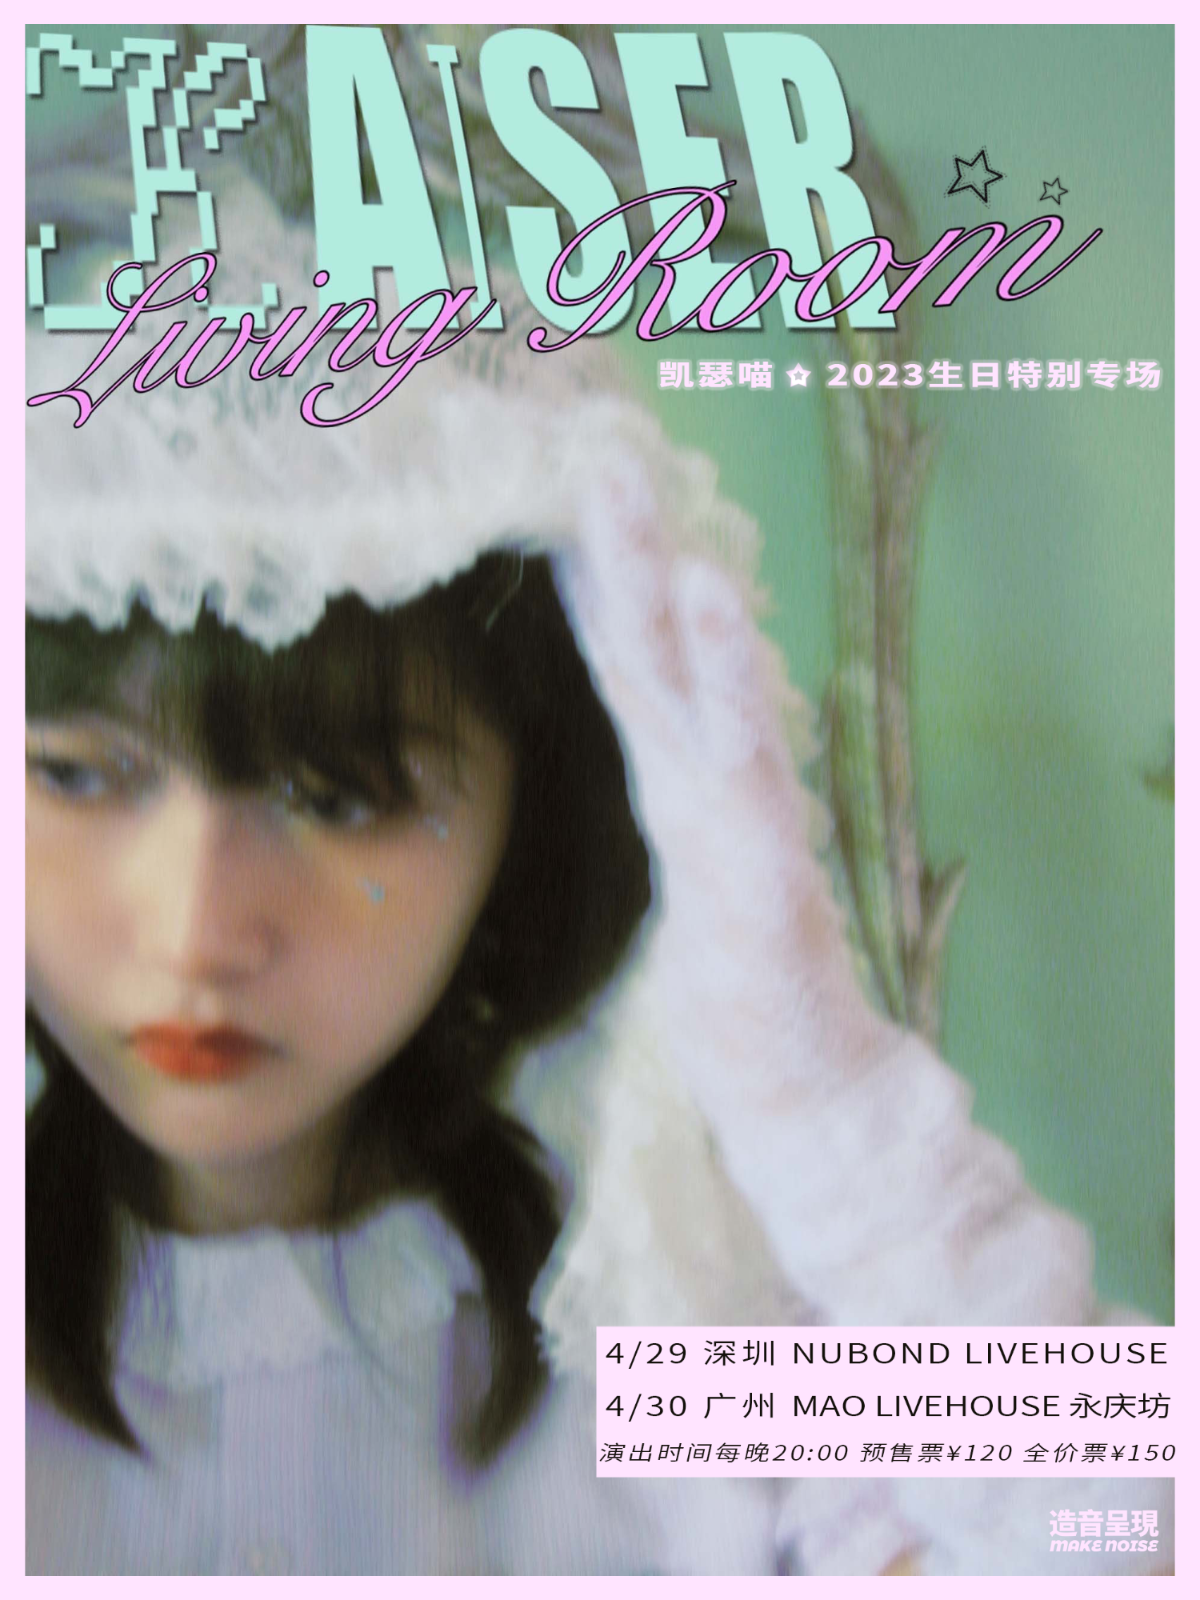 KAISER
Living Room
凯瑟喵 ☆ 2023生日特别专场
4/29 深圳 NUBOND LIVEHOUSE
4/30 广州 MAO LIVEHOUSE 永庆坊
演出时间每晚20:00 预售票¥120 全价票¥150
造音呈現
MAKE NOISE